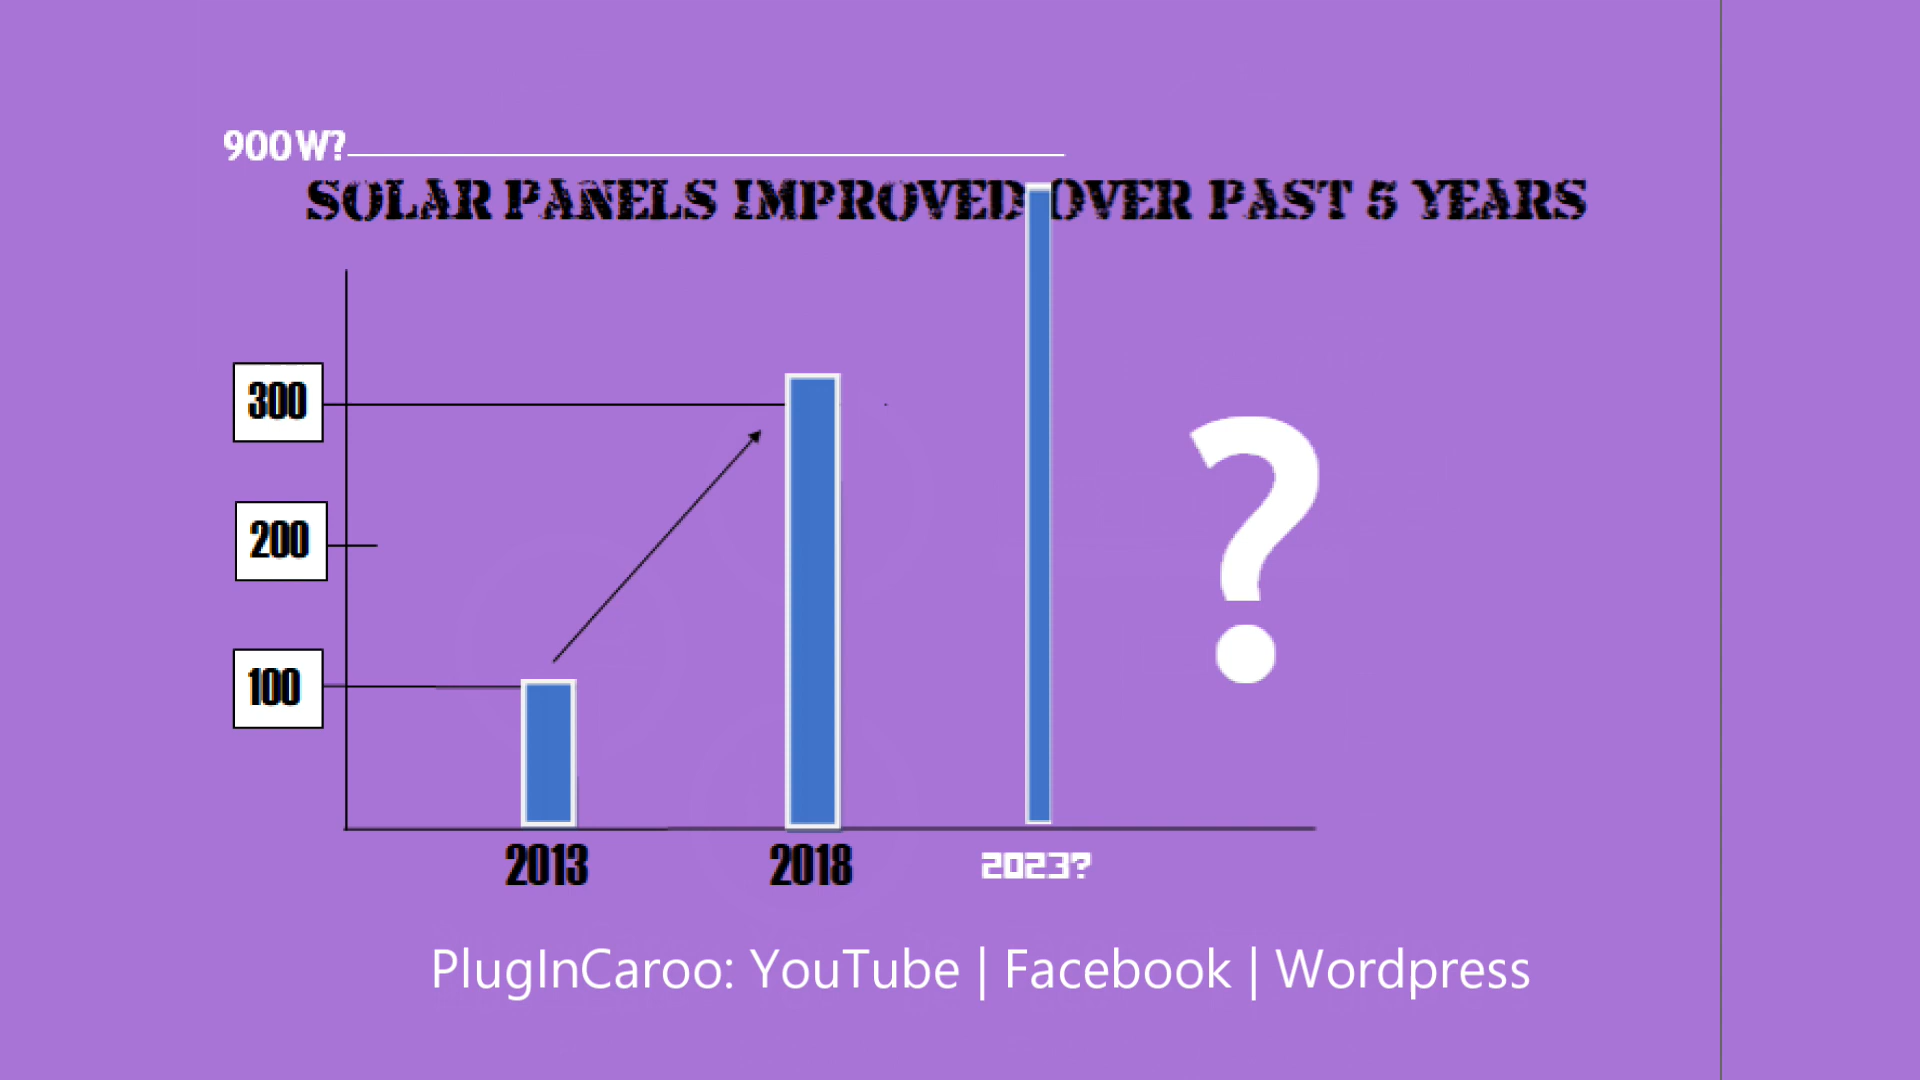 900W?
SOLAR PANELS IMPROVED OVER PAST 5 YEARS
300
200
100
2013 2018 2023?
?
PlugInCaroo: YouTube | Facebook | Wordpress